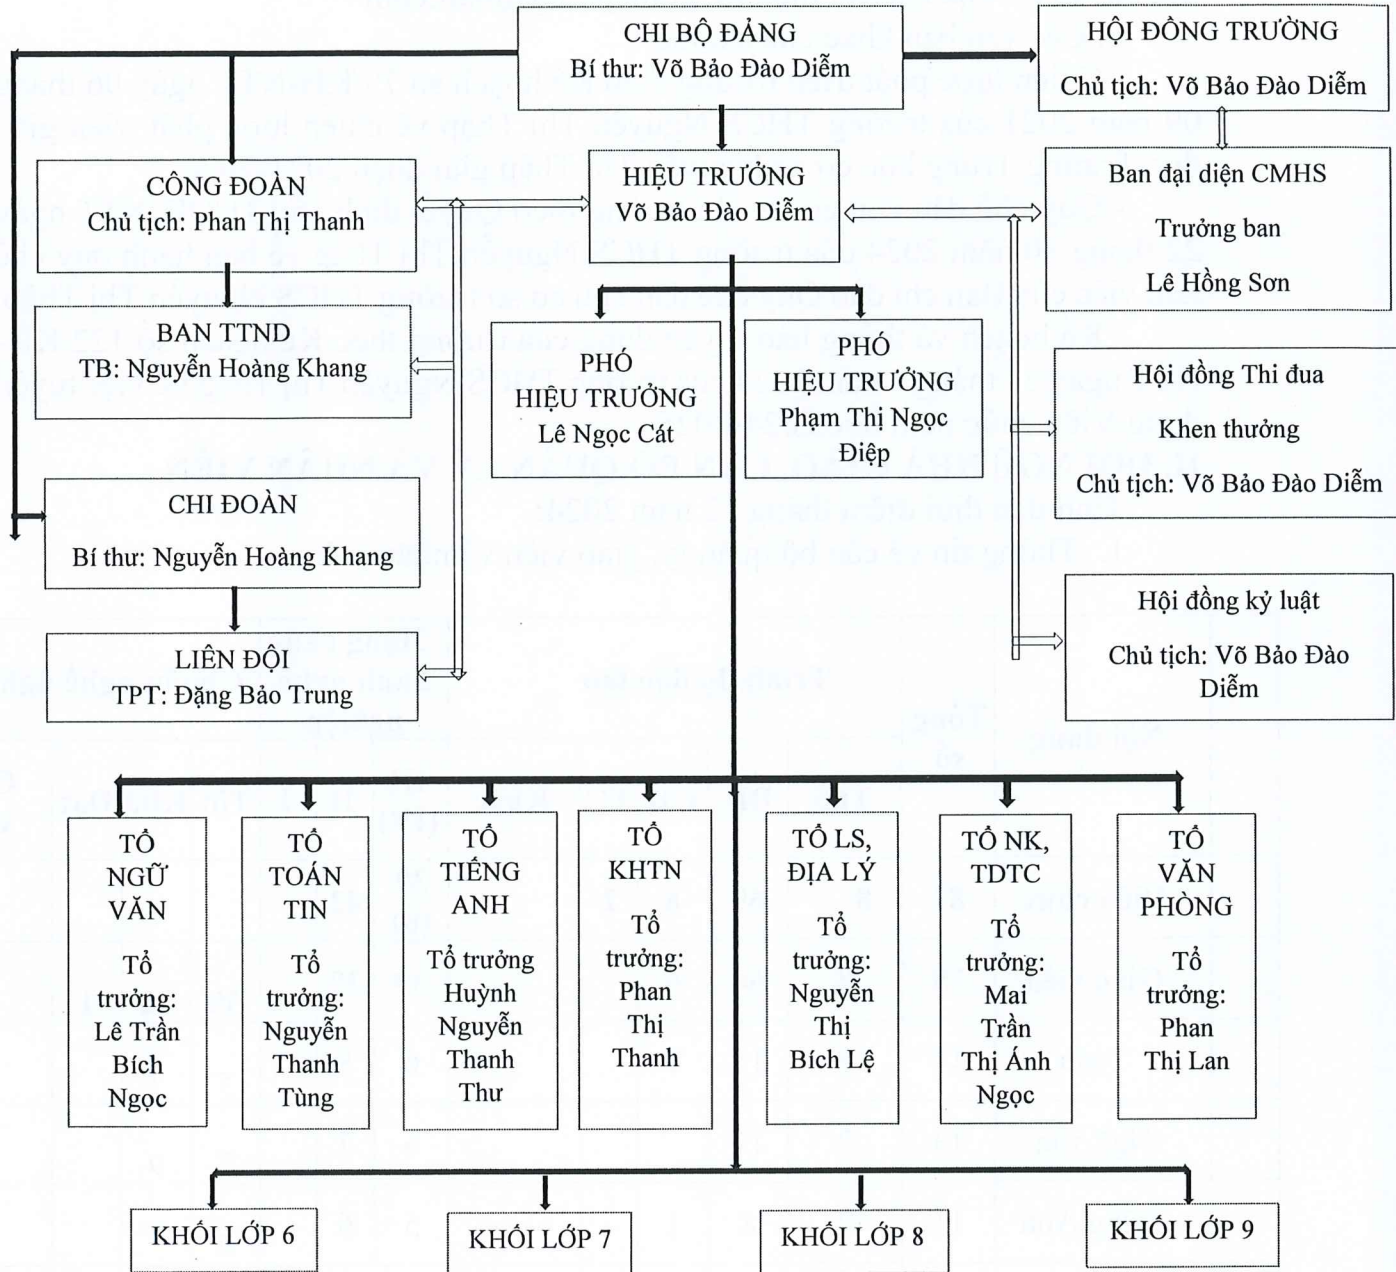 CHI BỘ ĐẢNG
Bí thư: Võ Bảo Đào Diễm
HỘI ĐỒNG TRƯỜNG
Chủ tịch: Võ Bảo Đào Diễm
CÔNG ĐOÀN
Chủ tịch: Phan Thị Thanh
HIỆU TRƯỞNG
Võ Bảo Đào Diễm
Ban đại diện CMHS
Trưởng ban
Lê Hồng Sơn
BAN TTND
TB: Nguyễn Hoàng Khang
PHÓ
HIỆU TRƯỞNG
Lê Ngọc Cát
PHÓ
HIỆU TRƯỞNG
Phạm Thị Ngọc
Điệp
Hội đồng Thi đua
Khen thưởng
Chủ tịch: Võ Bảo Đào Diễm
CHI ĐOÀN
Bí thư: Nguyễn Hoàng Khang
Hội đồng kỷ luật
Chủ tịch: Võ Bảo Đào
Diễm
LIÊN ĐỘI
TPT: Đặng Bảo Trung
TỔ
NGỮ
VĂN
Tổ
trưởng:
Lê Trần
Bích
Ngọc
TỔ
TOÁN
TIN
Tổ
trưởng:
Nguyễn
Thanh
Tùng
TỔ
TIẾNG
ANH
Tổ trưởng
Huỳnh
Nguyễn
Thanh
Thư
TỔ
KHTN
Tổ
trưởng:
Phan
Thị
Thanh
TỔ LS,
ĐỊA LÝ
Tổ
trưởng:
Nguyễn
Thị
Bích Lệ
TỔ NK,
TDTC
Tổ
trưởng:
Mai
Trần
Thị Ánh
Ngọc
TỔ
VĂN
PHÒNG
Tổ
trưởng:
Phan
Thị Lan
KHỐI LỚP 6
KHỐI LỚP 7
KHỐI LỚP 8
KHỐI LỚP 9